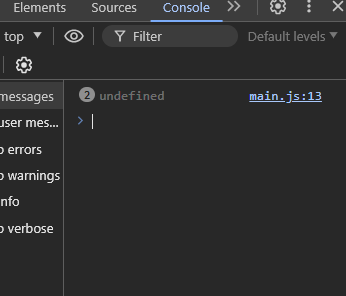 Elements Sources Console
top Filter Default levels
messages
2 undefined main.js:13
user mes...
o errors
o warnings
nfo
o verbose